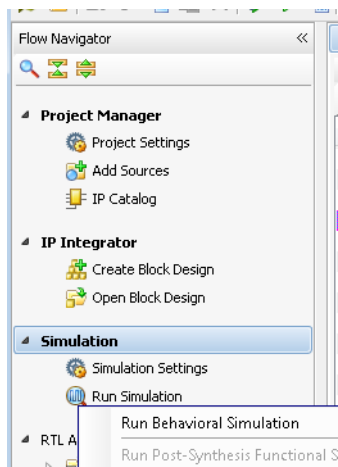 Flow Navigator
Project Manager
Project Settings
Add Sources
IP Catalog
IP Integrator
Create Block Design
Open Block Design
Simulation
Simulation Settings
Run Simulation
Run Behavioral Simulation
RTL A
Run Post-Synthesis Functional S